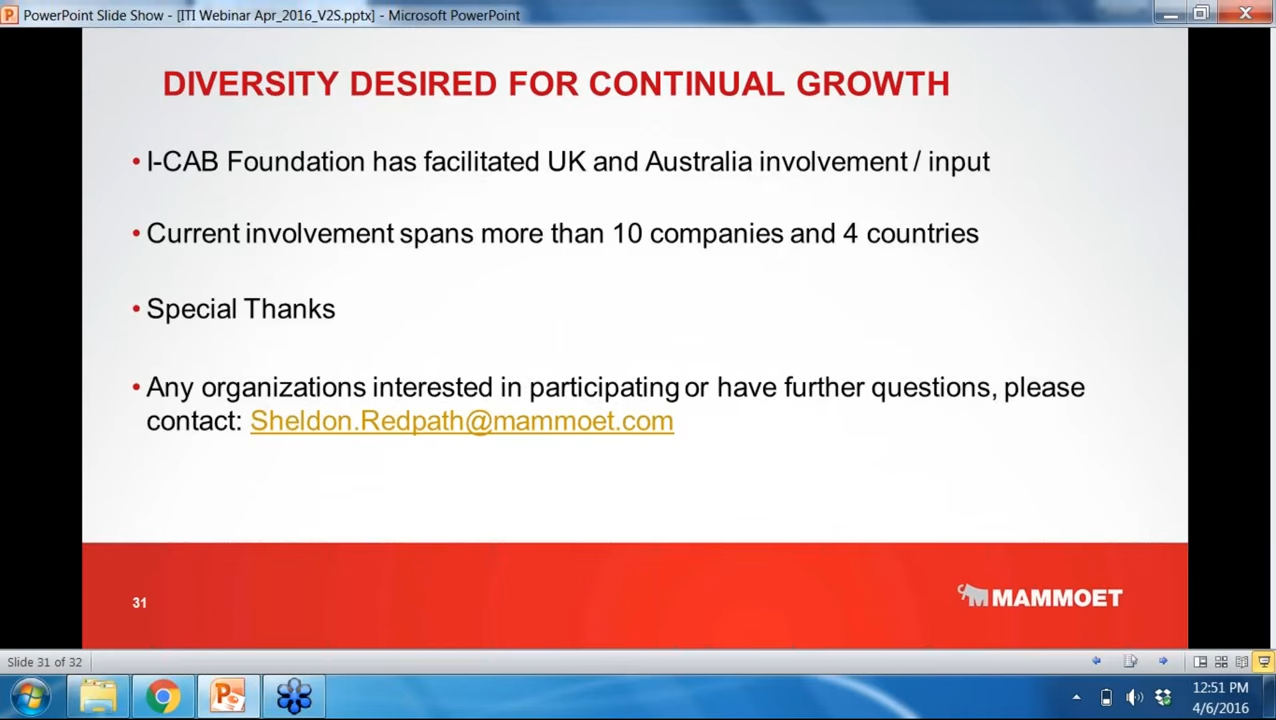 PowerPoint Slide Show - [ITI Webinar Apr_2016_V2S.pptx] - Microsoft PowerPoint
DIVERSITY DESIRED FOR CONTINUAL GROWTH
• I-CAB Foundation has facilitated UK and Australia involvement / input
• Current involvement spans more than 10 companies and 4 countries
• Special Thanks
• Any organizations interested in participating or have further questions, please
contact: Sheldon.Redpath@mammoet.com
31
MAMMOET
Slide 31 of 32
12:51 PM
4/6/2016